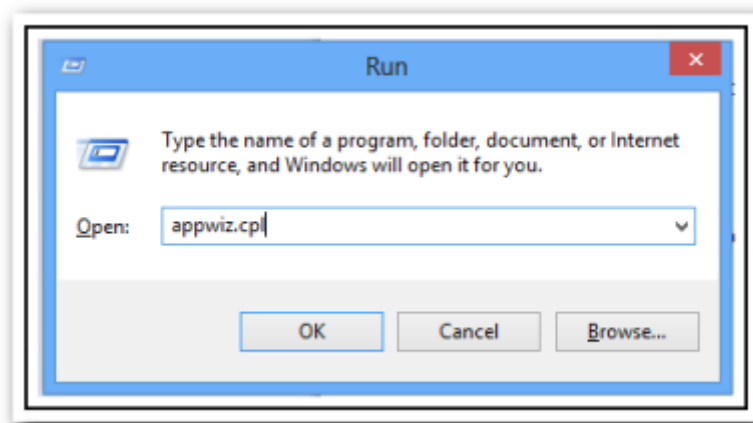 Run
Type the name of a program, folder, document, or Internet
resource, and Windows will open it for you.
Open:
appwiz.cpl
OK
Cancel
Browse...